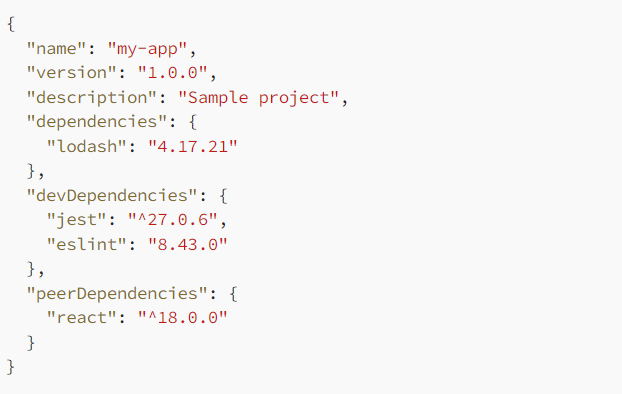 {
  "name": "my-app",
  "version": "1.0.0",
  "description": "Sample project",
  "dependencies": {
    "lodash": "4.17.21"
  },
  "devDependencies": {
    "jest": "^27.0.6",
    "eslint": "8.43.0"
  },
  "peerDependencies": {
    "react": "^18.0.0"
  }
}